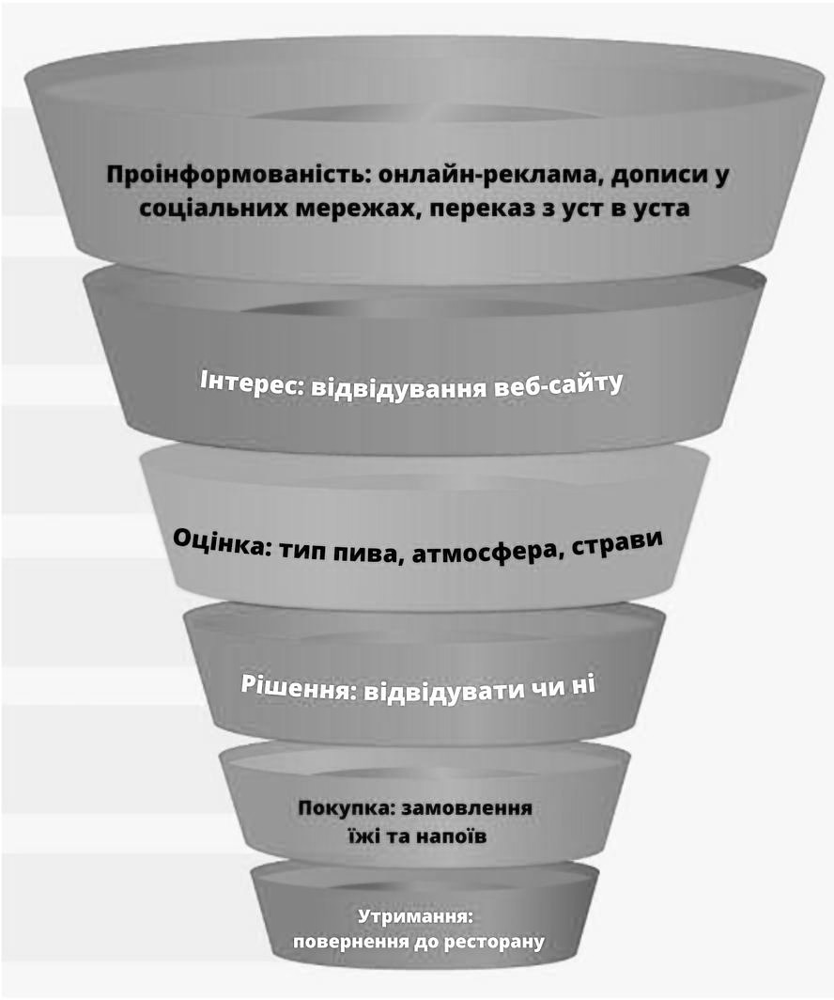 Проінформованість: онлайн-реклама, дописи у
соціальних мережах, переказ з уст в уста
Інтерес: відвідування веб-сайту
Оцінка: тип пива, атмосфера, страви
Рішення: відвідувати чи ні
Покупка: замовлення
їжі та напоїв
Утримання:
повернення до ресторану